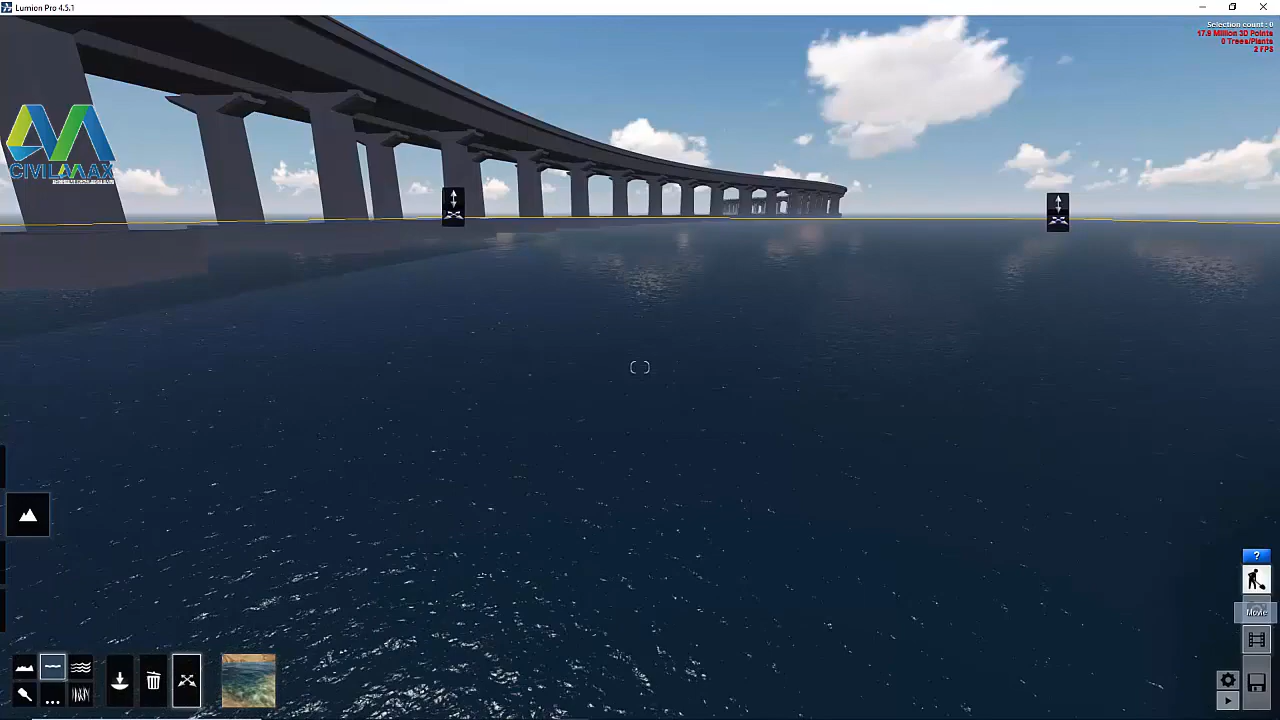 Lumion Pro 4.5.1
Selection count : 0
17.9 Million 3D Points
0 Trees/Plants
2 FPS
CIVILMAX
?
Movie